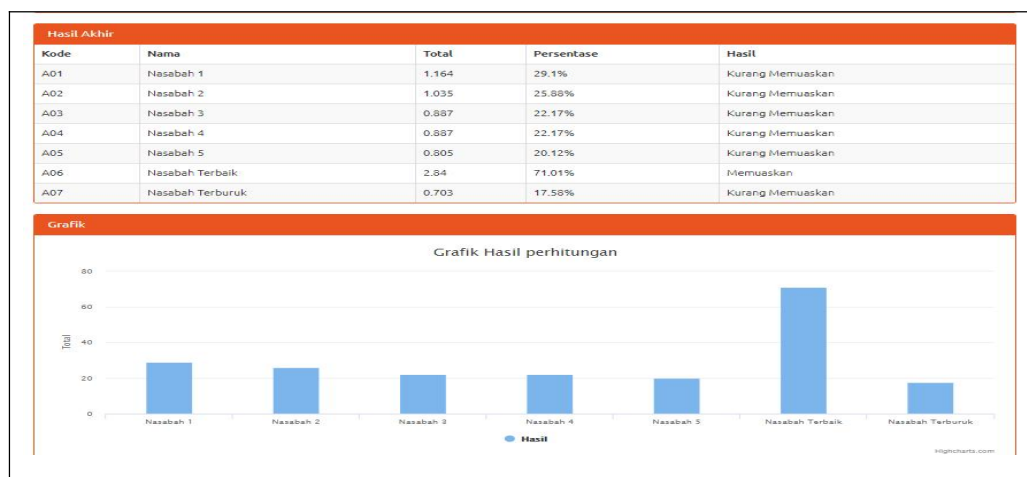 Hasil Akhir
Kode Nama Total Persentase Hasil
A01 Nasabah 1 1.164 29.1% Kurang Memuaskan
A02 Nasabah 2 1.035 25.88% Kurang Memuaskan
A03 Nasabah 3 0.887 22.17% Kurang Memuaskan
A04 Nasabah 4 0.887 22.17% Kurang Memuaskan
A05 Nasabah 5 0.805 20.12% Kurang Memuaskan
A06 Nasabah Terbaik 2.84 71.01% Memuaskan
A07 Nasabah Terburuk 0.703 17.58% Kurang Memuaskan
Grafik
Grafik Hasil perhitungan
80
60
40
20
0
Total
Nasabah 1 Nasabah 2 Nasabah 3 Nasabah 4 Nasabah 5 Nasabah Terbaik Nasabah Terburuk
Hasil
Highcharts.com